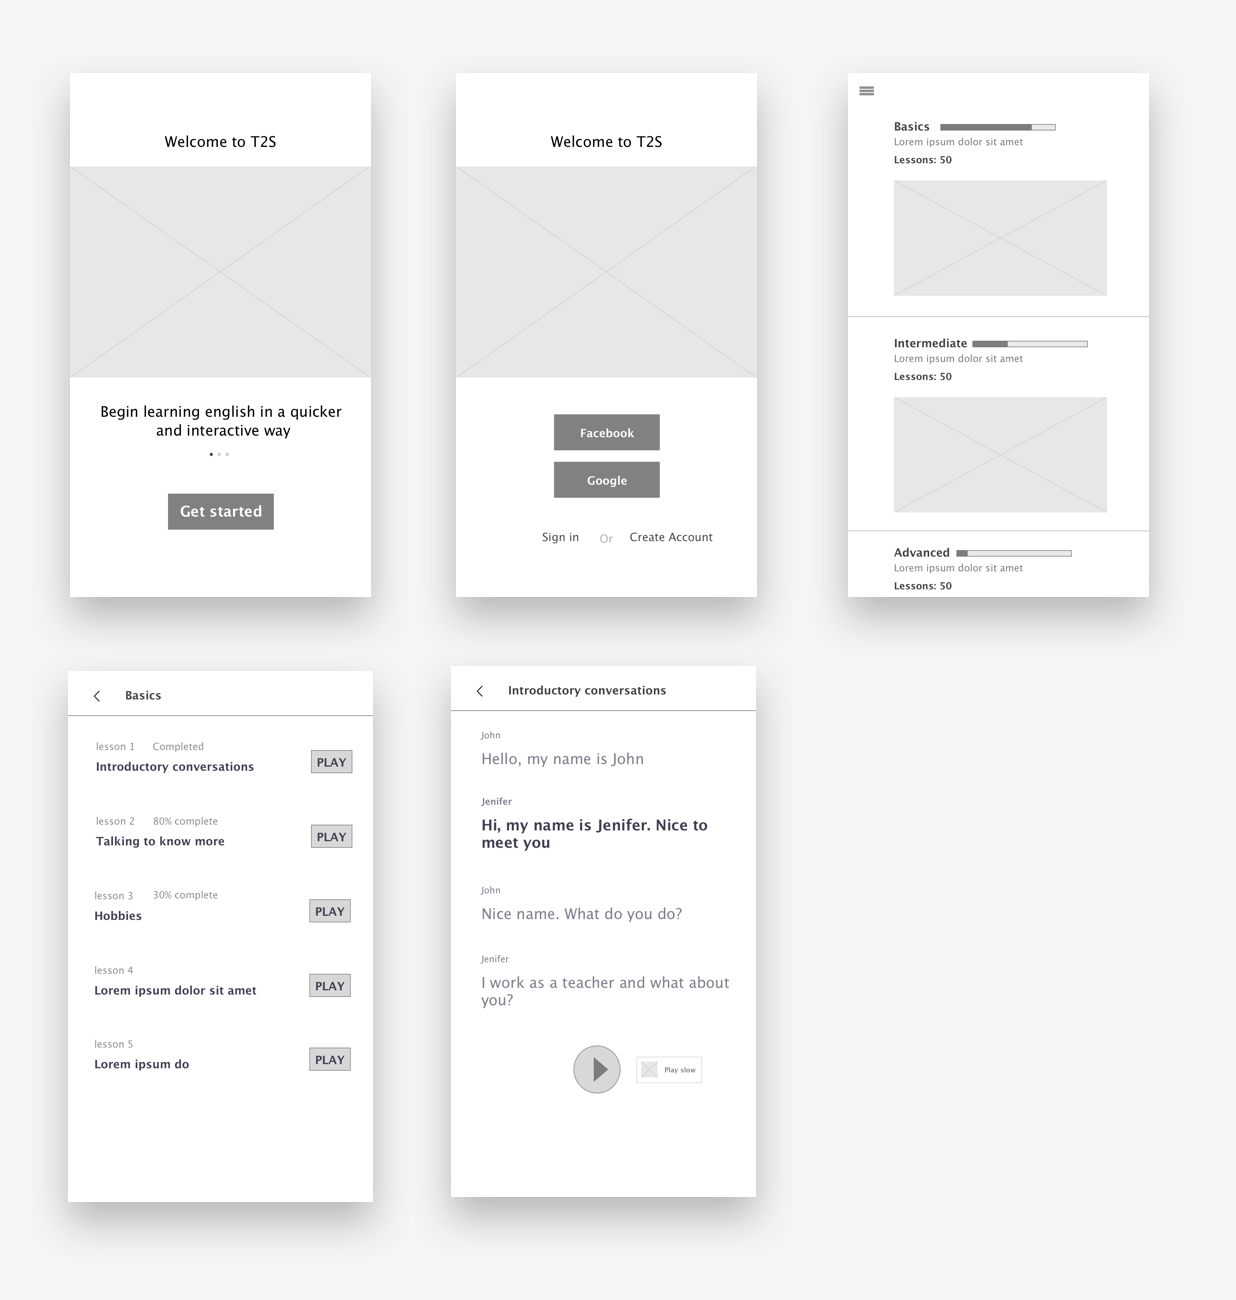 Welcome to T2S
Begin learning english in a quicker
and interactive way
Get started
Welcome to T2S
Facebook
Google
Sign in Or Create Account
Basics
Lorem ipsum dolor sit amet
Lessons: 50
Intermediate
Lorem ipsum dolor sit amet
Lessons: 50
Advanced
Lorem ipsum dolor sit amet
Lessons: 50
Basics
lesson 1 Completed
Introductory conversations
PLAY
lesson 2 80% complete
Talking to know more
PLAY
lesson 3 30% complete
Hobbies
PLAY
lesson 4
Lorem ipsum dolor sit amet
PLAY
lesson 5
Lorem ipsum do
PLAY
Introductory conversations
John
Hello, my name is John
Jenifer
Hi, my name is Jenifer. Nice to
meet you
John
Nice name. What do you do?
Jenifer
I work as a teacher and what about
you?
Play slow